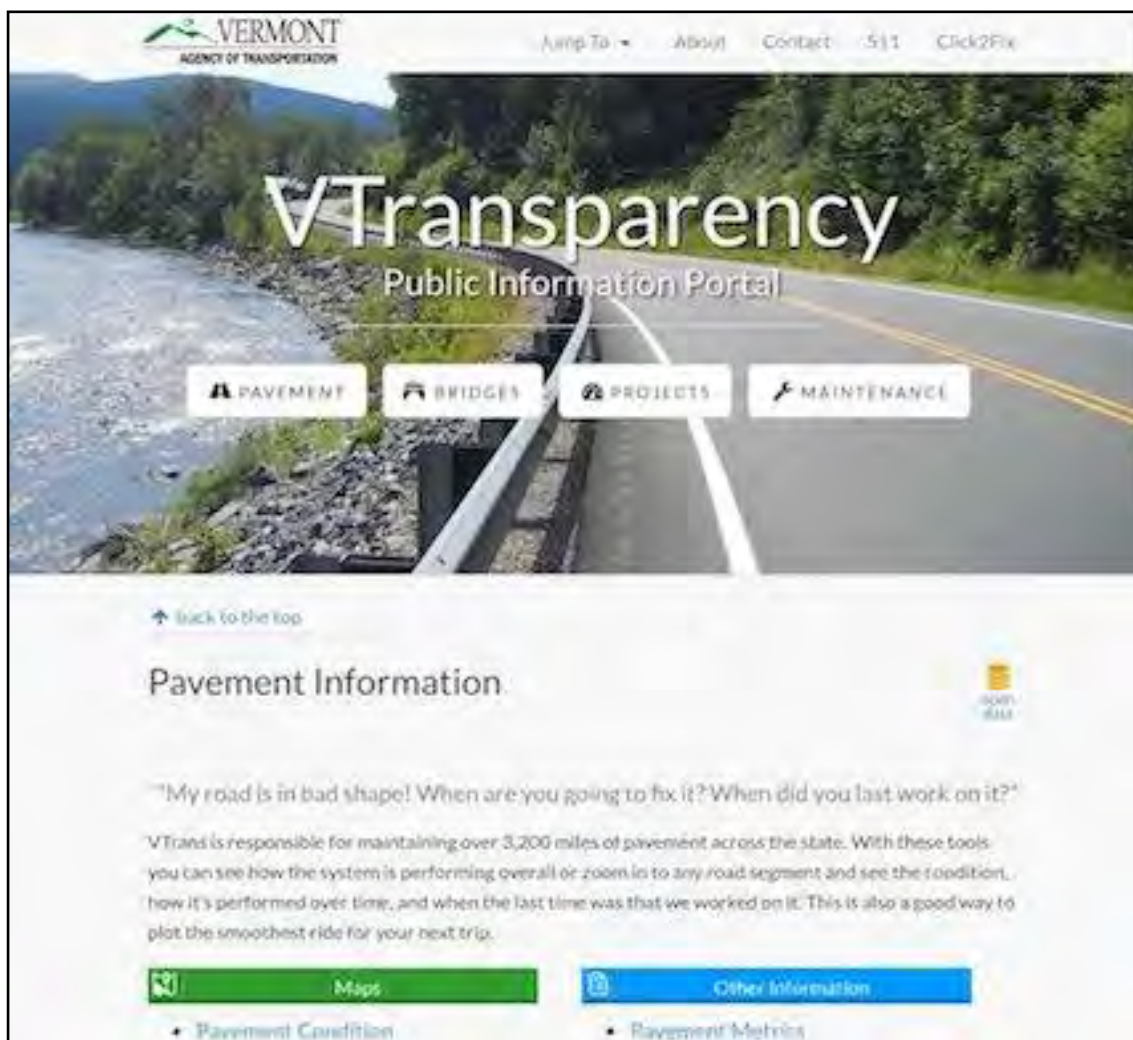 VERMONT
AGENCY OF TRANSPORTATION
Jump To About Contact 511 Click2Fix
VTransparency
Public Information Portal
PAVEMENT BRIDGES PROJECTS MAINTENANCE
back to the top
Pavement Information
open
data
"My road is in bad shape! When are you going to fix it? When did you last work on it?"
VTrans is responsible for maintaining over 3,200 miles of pavement across the state. With these tools
you can see how the system is performing overall or zoom in to any road segment and see the condition,
how it's performed over time, and when the last time was that we worked on it. This is also a good way to
plot the smoothest ride for your next trip.
Maps Other Information
• Pavement Condition • Pavement Metrics